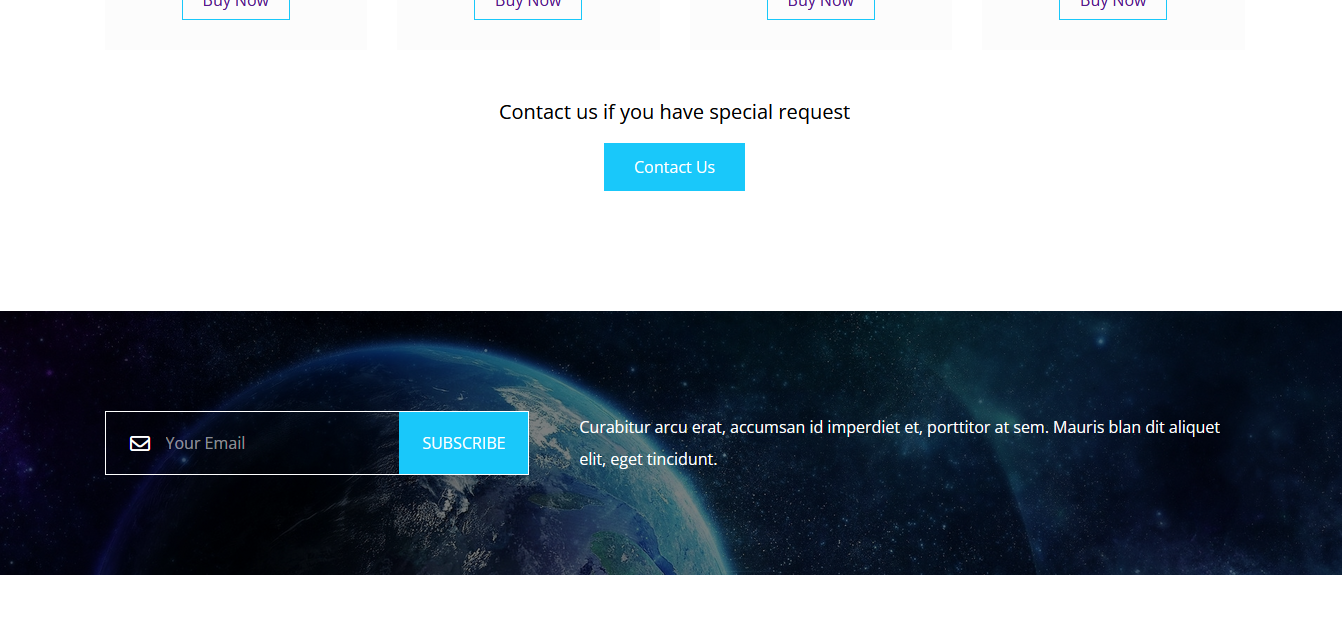 Buy Now Buy Now Buy Now Buy Now
Contact us if you have special request
Contact Us
Your Email SUBSCRIBE
Curabitur arcu erat, accumsan id imperdiet et, porttitor at sem. Mauris blan dit aliquet
elit, eget tincidunt.